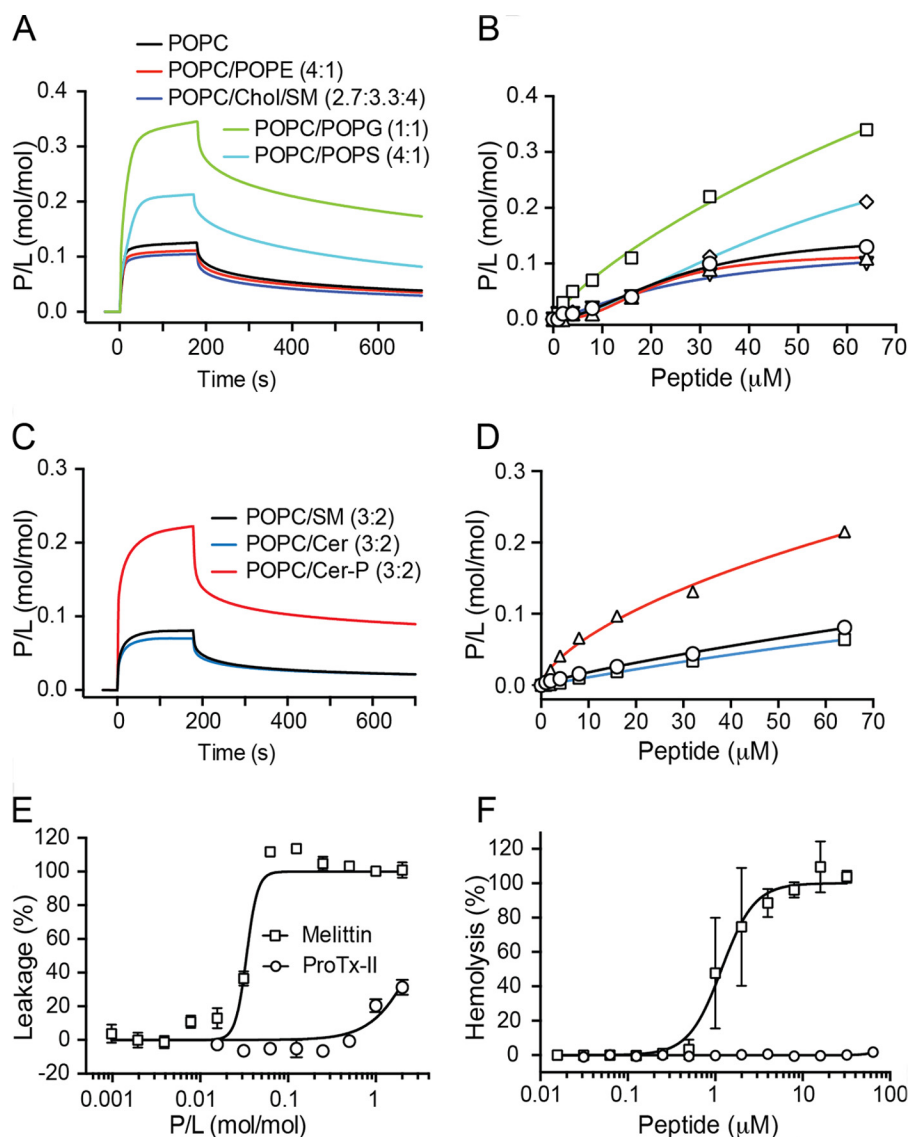 A
POPC
POPC/POPE (4:1)
POPC/Chol/SM (2.7:3.3:4)
POPC/POPG (1:1)
POPC/POPS (4:1)
0.4
0.3
0.2
0.1
0.0
P/L (mol/mol)
0 200 400 600
Time (s)
B
0.4
0.3
0.2
0.1
0.0
P/L (mol/mol)
0 10 20 30 40 50 60 70
Peptide (μM)
C
POPC/SM (3:2)
POPC/Cer (3:2)
POPC/Cer-P (3:2)
0.3
0.2
0.1
0.0
P/L (mol/mol)
0 200 400 600
Time (s)
D
0.3
0.2
0.1
0.0
P/L (mol/mol)
0 10 20 30 40 50 60 70
Peptide (μM)
E
120
100
80
60
40
20
0
-20
Leakage (%)
Melittin
ProTx-II
0.001 0.01 0.1 1
P/L (mol/mol)
F
120
100
80
60
40
20
0
Hemolysis (%)
0.01 0.1 1 10 100
Peptide (μM)